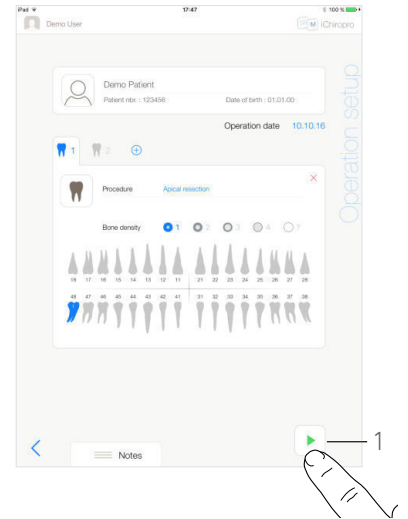 iPad 17:47 100 %
Demo User iChiropro
Operation setup
Demo Patient
Patient nbr. : 123456 Date of birth : 01.01.00
Operation date 10.10.16
1 2
Procedure Apical resection
Bone density 1 2 3 4 ?
18 17 16 15 14 13 12 11 21 22 23 24 25 26 27 28
48 47 46 45 44 43 42 41 31 32 33 34 35 36 37 38
1
Notes